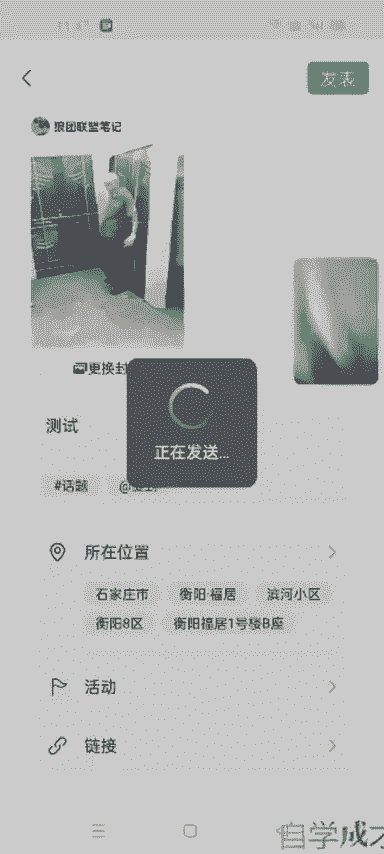 发表
狼团联盟笔记
更换封
正在发送...
测试
#话题 @
所在位置
石家庄市 衡阳·福居 滨河小区
衡阳8区 衡阳福居1号楼B座
活动
链接
自学成才